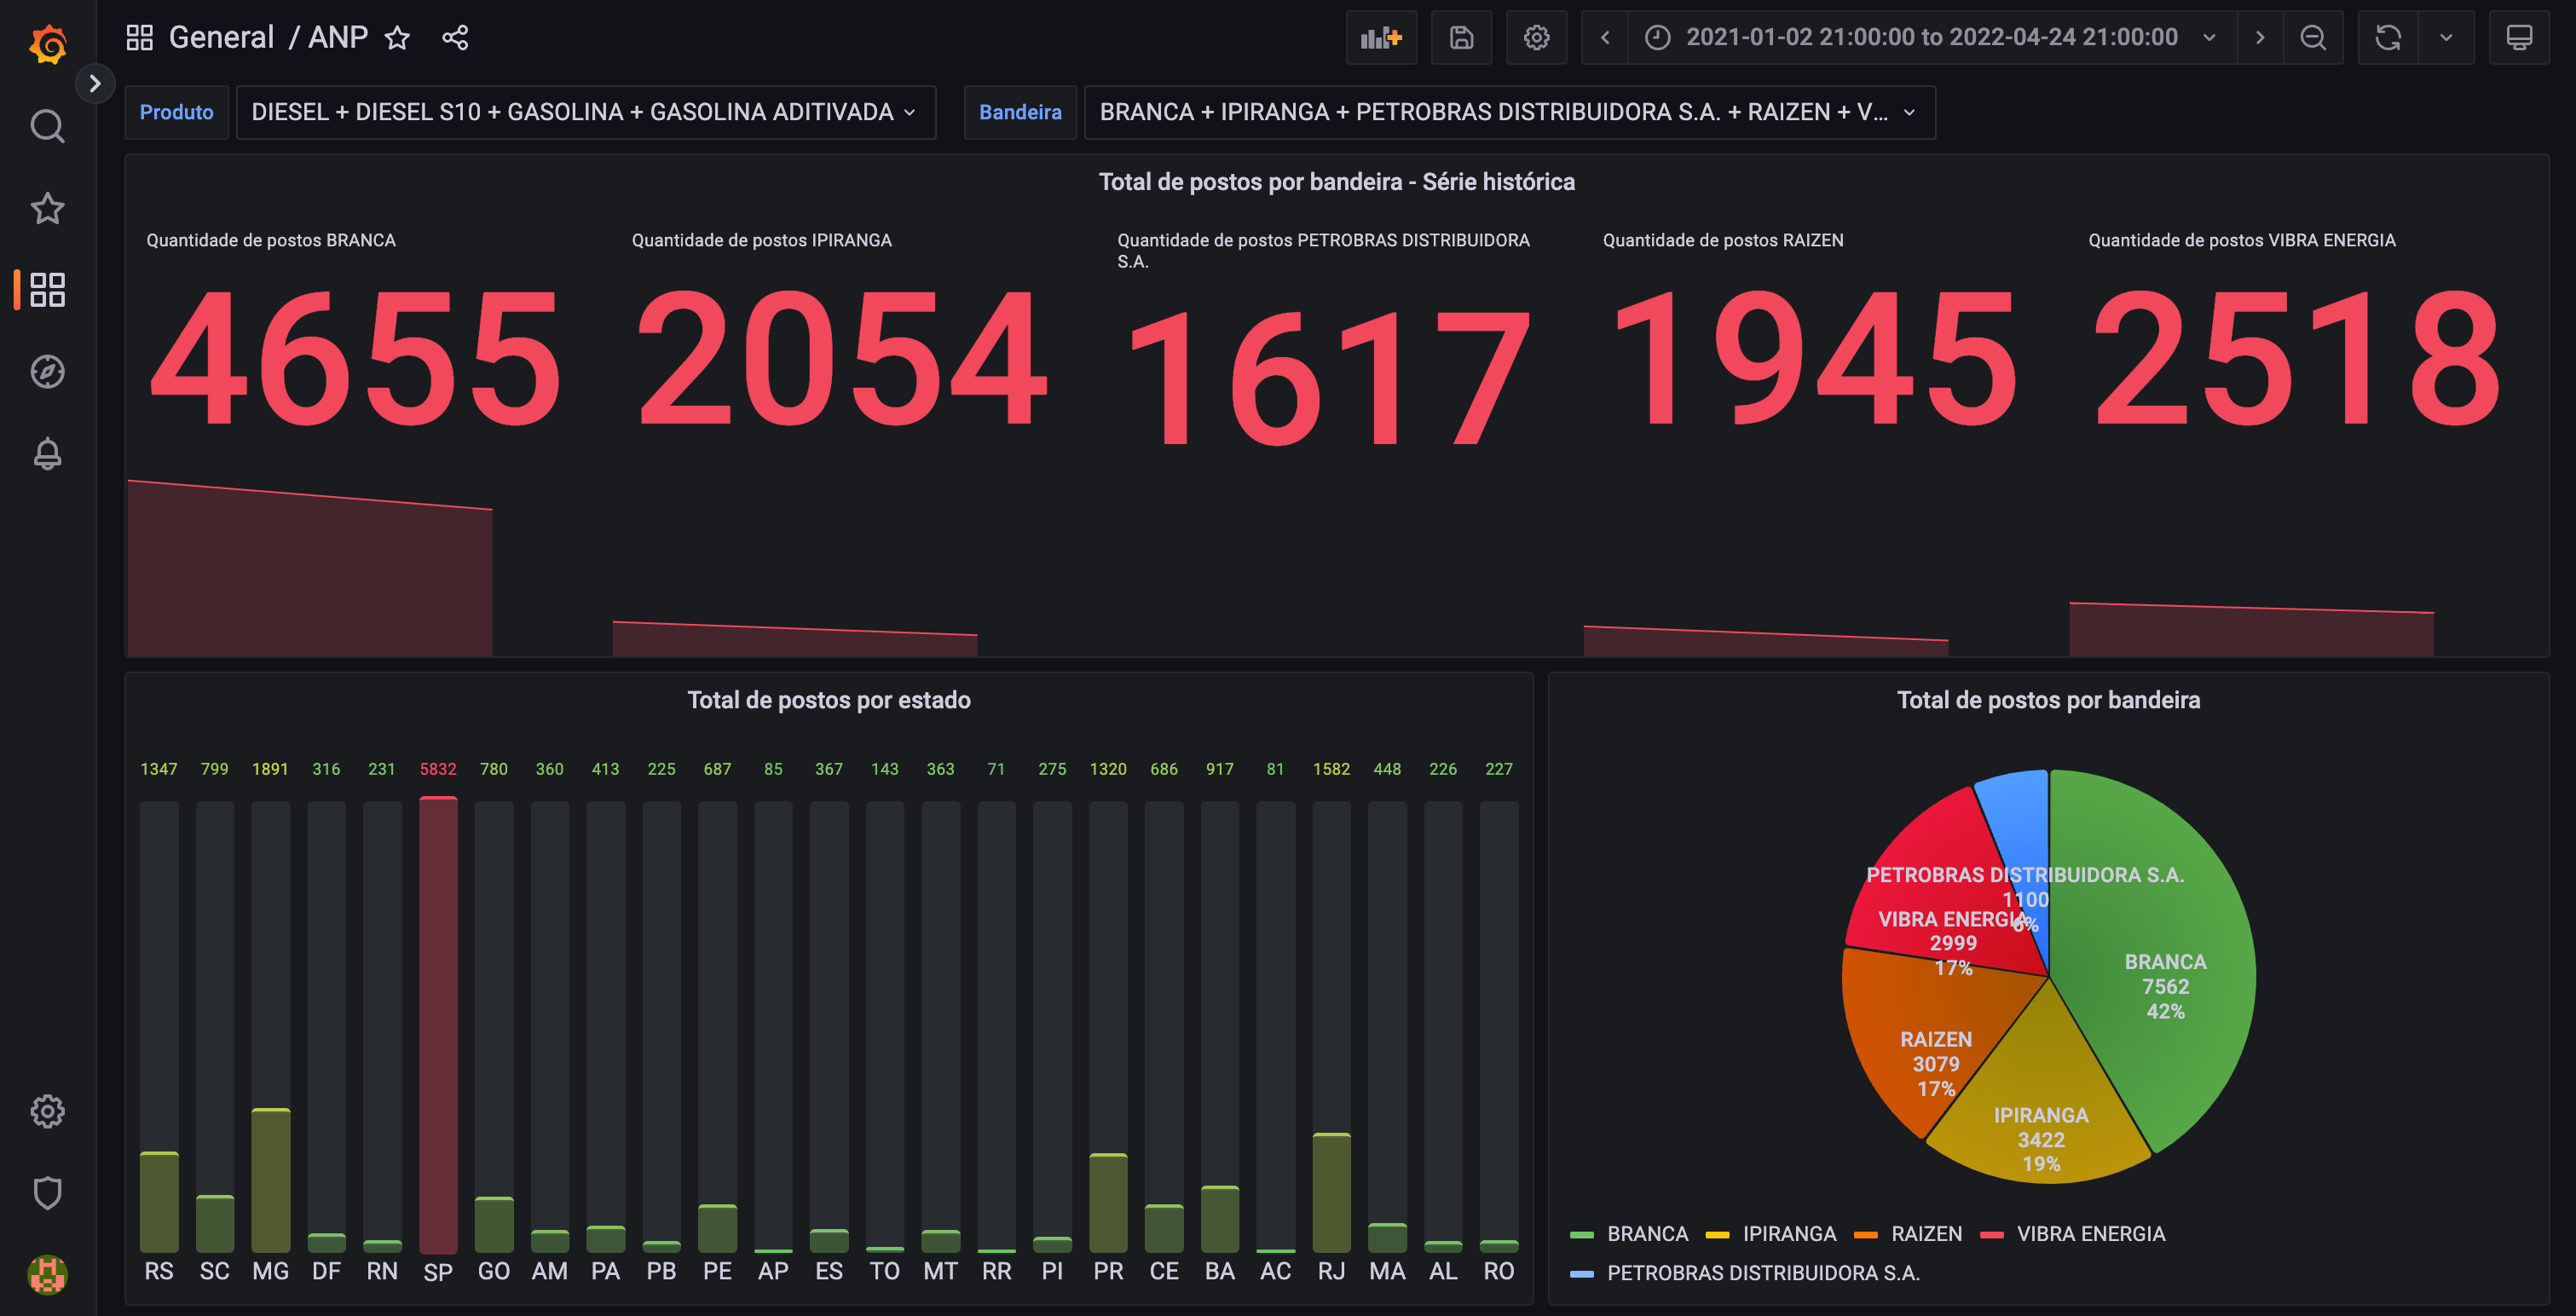 General / ANP
2021-01-02 21:00:00 to 2022-04-24 21:00:00
Produto
DIESEL + DIESEL S10 + GASOLINA + GASOLINA ADITIVADA
Bandeira
BRANCA + IPIRANGA + PETROBRAS DISTRIBUIDORA S.A. + RAIZEN + V...
Total de postos por bandeira - Série histórica
Quantidade de postos BRANCA
4655
Quantidade de postos IPIRANGA
2054
Quantidade de postos PETROBRAS DISTRIBUIDORA
S.A.
1617
Quantidade de postos RAIZEN
1945
Quantidade de postos VIBRA ENERGIA
2518
Total de postos por estado
1347 799 1891 316 231 5832 780 360 413 225 687 85 367 143 363 71 275 1320 686 917 81 1582 448 226 227
RS SC MG DF RN SP GO AM PA PB PE AP ES TO MT RR PI PR CE BA AC RJ MA AL RO
Total de postos por bandeira
PETROBRAS DISTRIBUIDORA S.A.
1100
6%
VIBRA ENERGIA
2999
17%
BRANCA
7562
42%
RAIZEN
3079
17%
IPIRANGA
3422
19%
BRANCA IPIRANGA RAIZEN VIBRA ENERGIA
PETROBRAS DISTRIBUIDORA S.A.